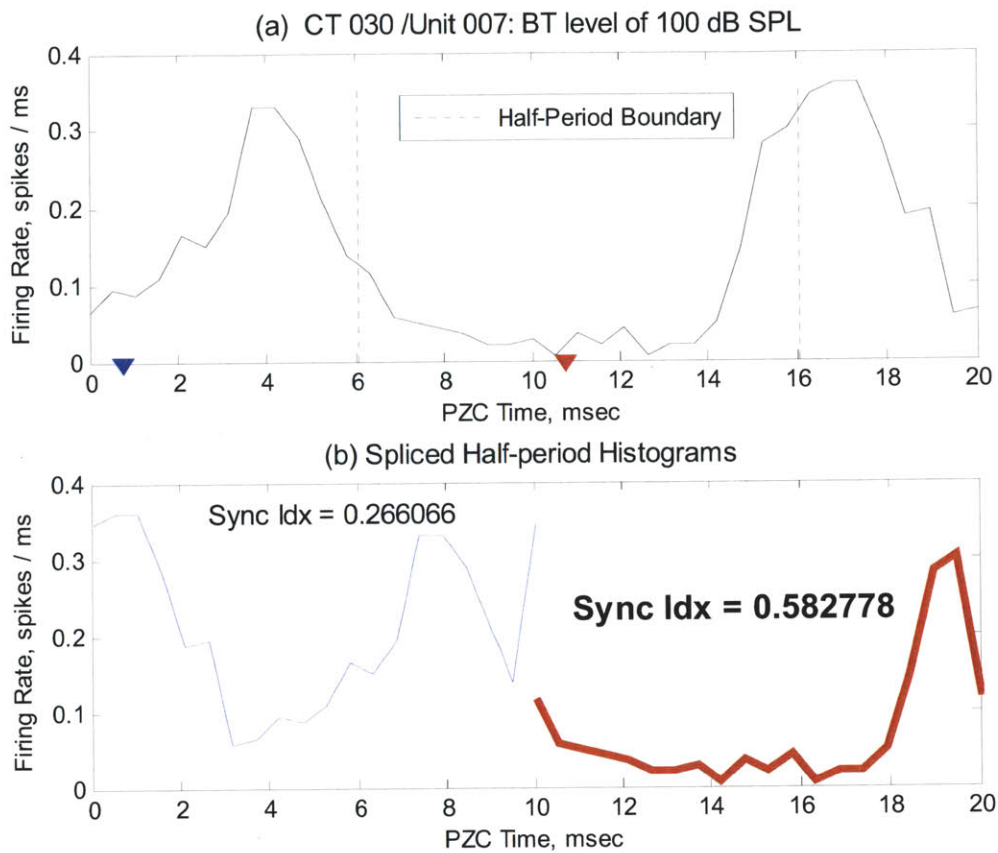 (a) CT 030 /Unit 007: BT level of 100 dB SPL
0.4
0.3
0.2
0.1
0
Firing Rate, spikes / ms
Half-Period Boundary
0 2 4 6 8 10 12 14 16 18 20
PZC Time, msec
(b) Spliced Half-period Histograms
0.4
0.3
0.2
0.1
0
Firing Rate, spikes / ms
Sync Idx = 0.266066
Sync Idx = 0.582778
0 2 4 6 8 10 12 14 16 18 20
PZC Time, msec